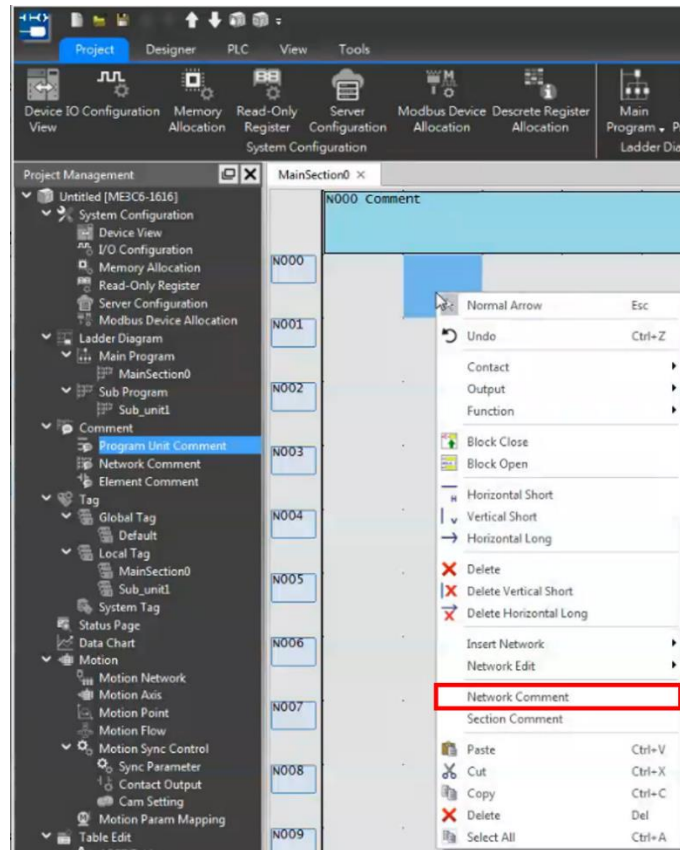 Project Designer PLC View Tools
Device IO Configuration Memory Read-Only Server Modbus Device Descrete Register Main
View Allocation Register Configuration Allocation Allocation Program
System Configuration Ladder Dia
Project Management MainSection0
Untitled [ME3C6-1616]
System Configuration
Device View
I/O Configuration
Memory Allocation
Read-Only Register
Server Configuration
Modbus Device Allocation
Ladder Diagram
Main Program
MainSection0
Sub Program
Sub_unit1
Comment
Program Unit Comment
Network Comment
Element Comment
Tag
Global Tag
Default
Local Tag
MainSection0
Sub_unit1
System Tag
Status Page
Data Chart
Motion
Motion Network
Motion Axis
Motion Point
Motion Flow
Motion Sync Control
Sync Parameter
Contact Output
Cam Setting
Motion Param Mapping
Table Edit
N000 Comment
N000
N001
N002
N003
N004
N005
N006
N007
N008
N009
Normal Arrow Esc
Undo Ctrl+Z
Contact
Output
Function
Block Close
Block Open
Horizontal Short
Vertical Short
Horizontal Long
Delete
Delete Vertical Short
Delete Horizontal Long
Insert Network
Network Edit
Network Comment
Section Comment
Paste Ctrl+V
Cut Ctrl+X
Copy Ctrl+C
Delete Del
Select All Ctrl+A